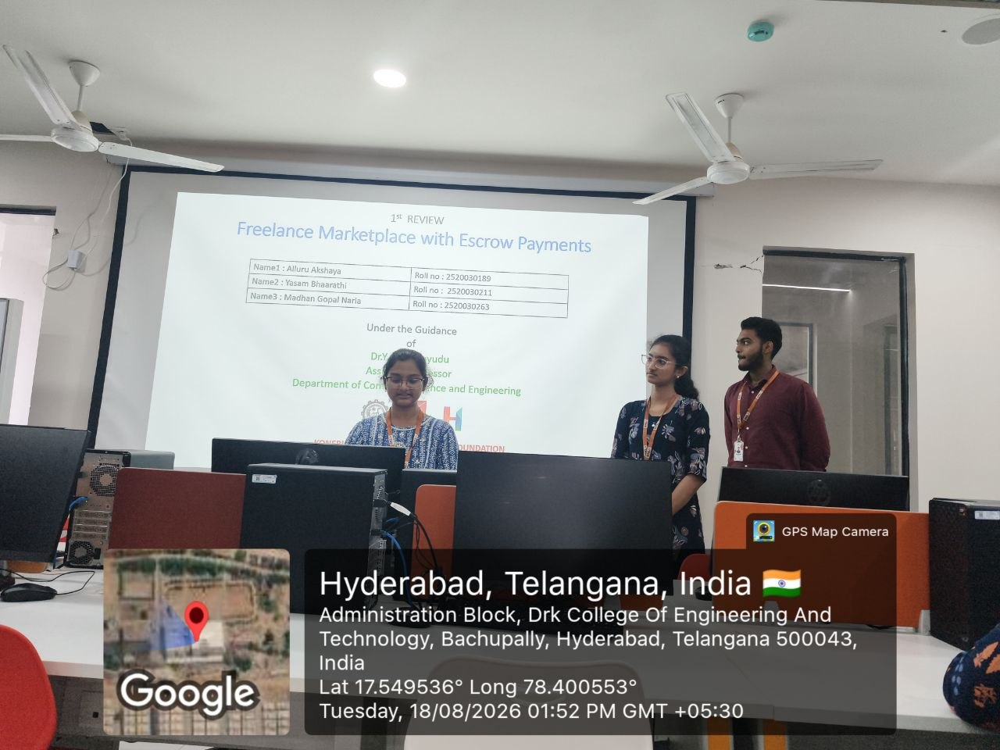 1st REVIEW
Freelance Marketplace with Escrow Payments
Name1 : Alluru Akshaya Roll no : 2520030189
Name2 : Yasam Bhaarathi Roll no : 2520030211
Name3 : Madhan Gopal Narla Roll no : 2520030263
Under the Guidance
of
Department of and Engineering
GPS Map Camera
Hyderabad, Telangana, India
Administration Block, Drk College Of Engineering And
Technology, Bachupally, Hyderabad, Telangana 500043,
India
Lat 17.549536° Long 78.400553°
Tuesday, 18/08/2026 01:52 PM GMT +05:30
Google